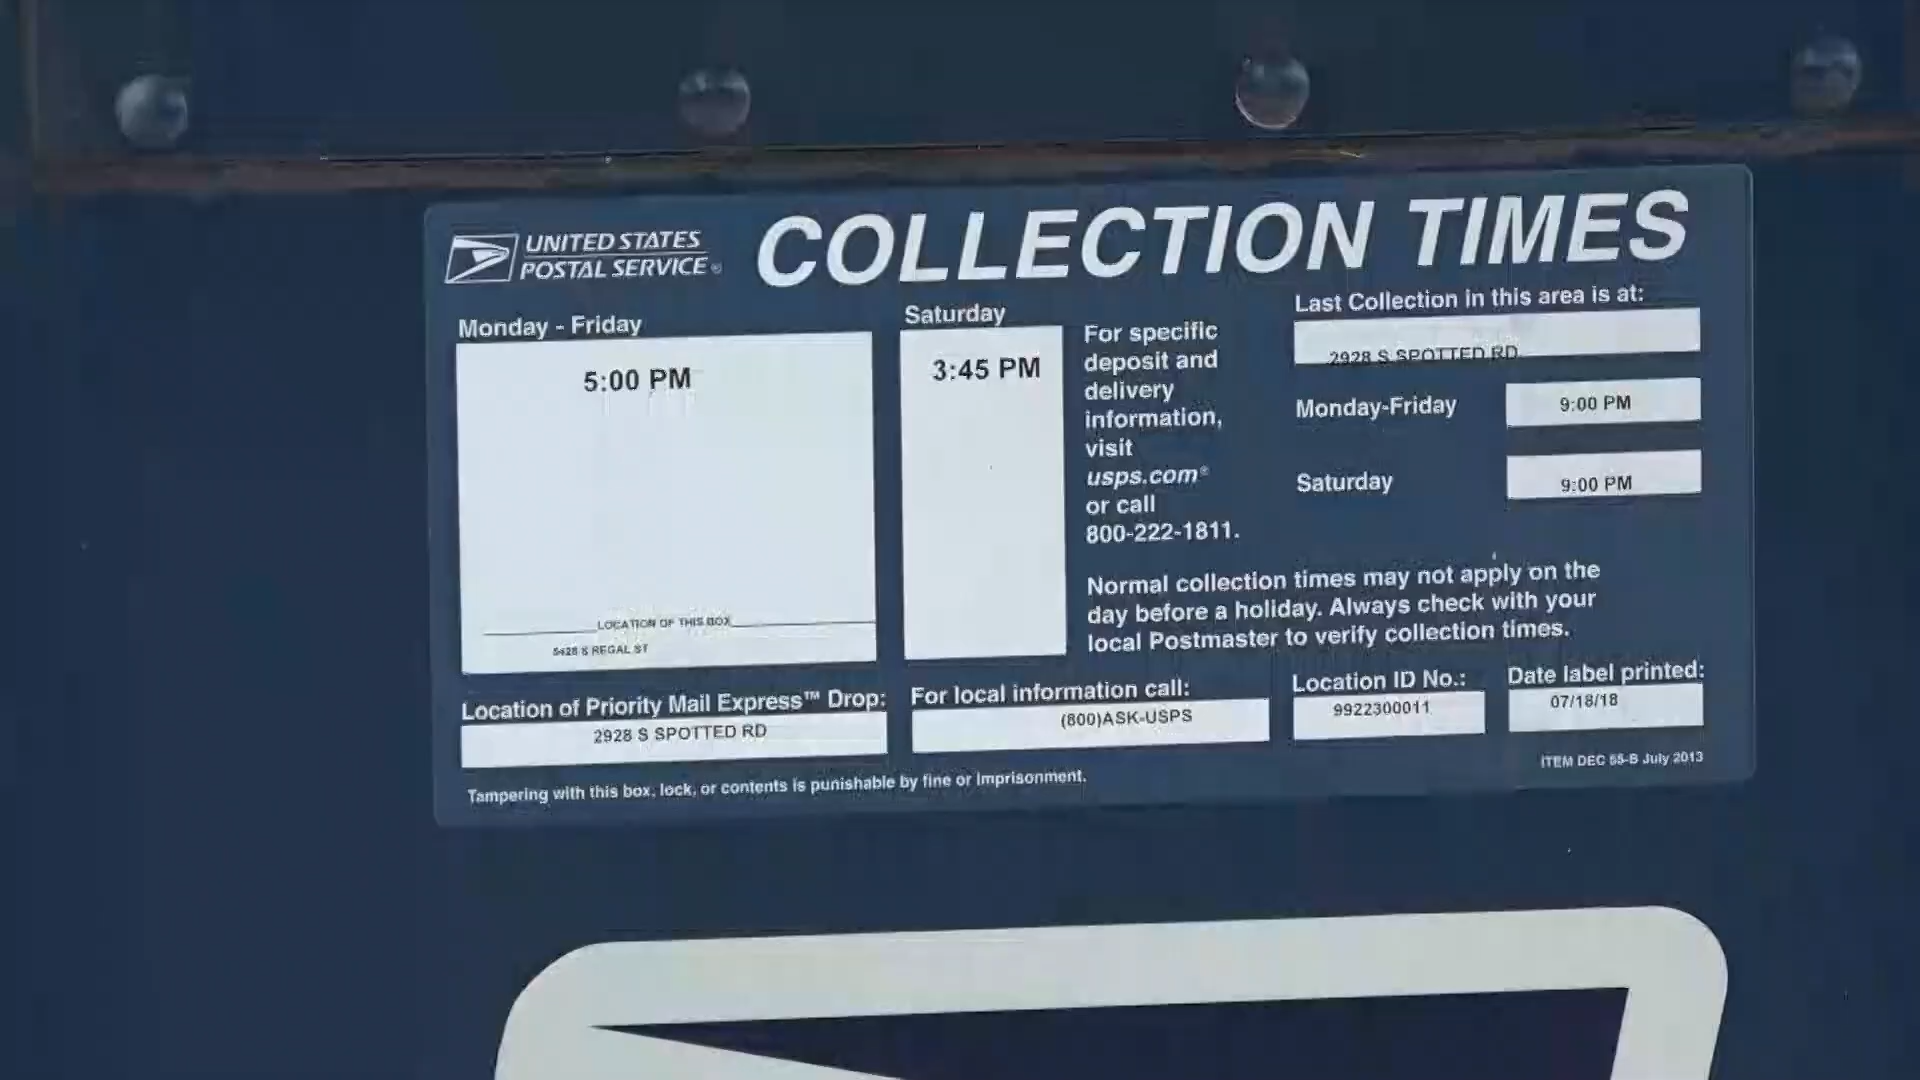 UNITED STATES
POSTAL SERVICE®
COLLECTION TIMES
Monday - Friday
5:00 PM
LOCATION OF THIS BOX
5428 S REGAL ST
Saturday
3:45 PM
For specific
deposit and
delivery
information,
visit
usps.com®
or call
800-222-1811.
Last Collection in this area is at:
2928 S SPOTTED RD
Monday-Friday
9:00 PM
Saturday
9:00 PM
Normal collection times may not apply on the
day before a holiday. Always check with your
local Postmaster to verify collection times.
Location of Priority Mail Express™ Drop:
2928 S SPOTTED RD
For local information call:
(800)ASK-USPS
Location ID No.:
9922300011
Date label printed:
07/18/18
Tampering with this box, lock, or contents is punishable by fine or Imprisonment.
ITEM DEC 55-B July 2013